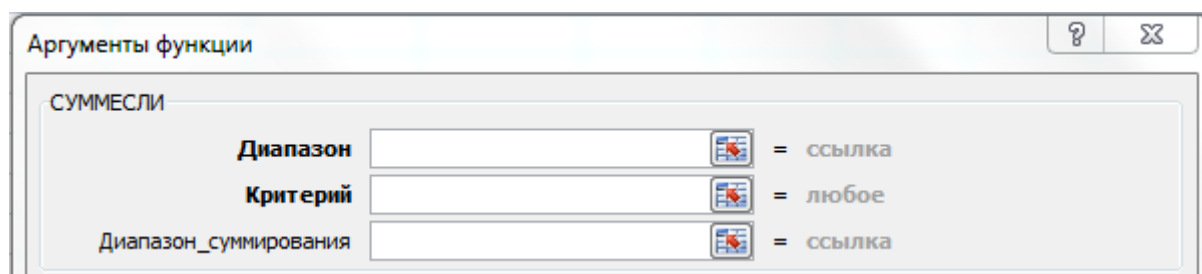 Аргументы функции
СУММЕСЛИ
Диапазон = ссылка
Критерий = любое
Диапазон_суммирования = ссылка